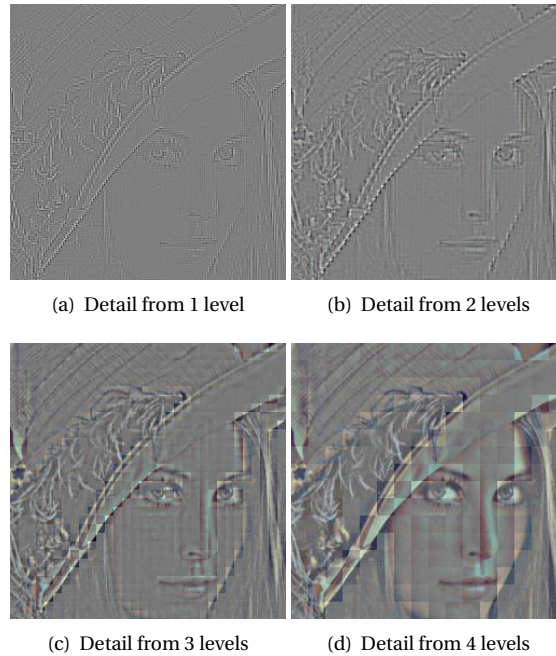 (a) Detail from 1 level
(b) Detail from 2 levels
(c) Detail from 3 levels
(d) Detail from 4 levels